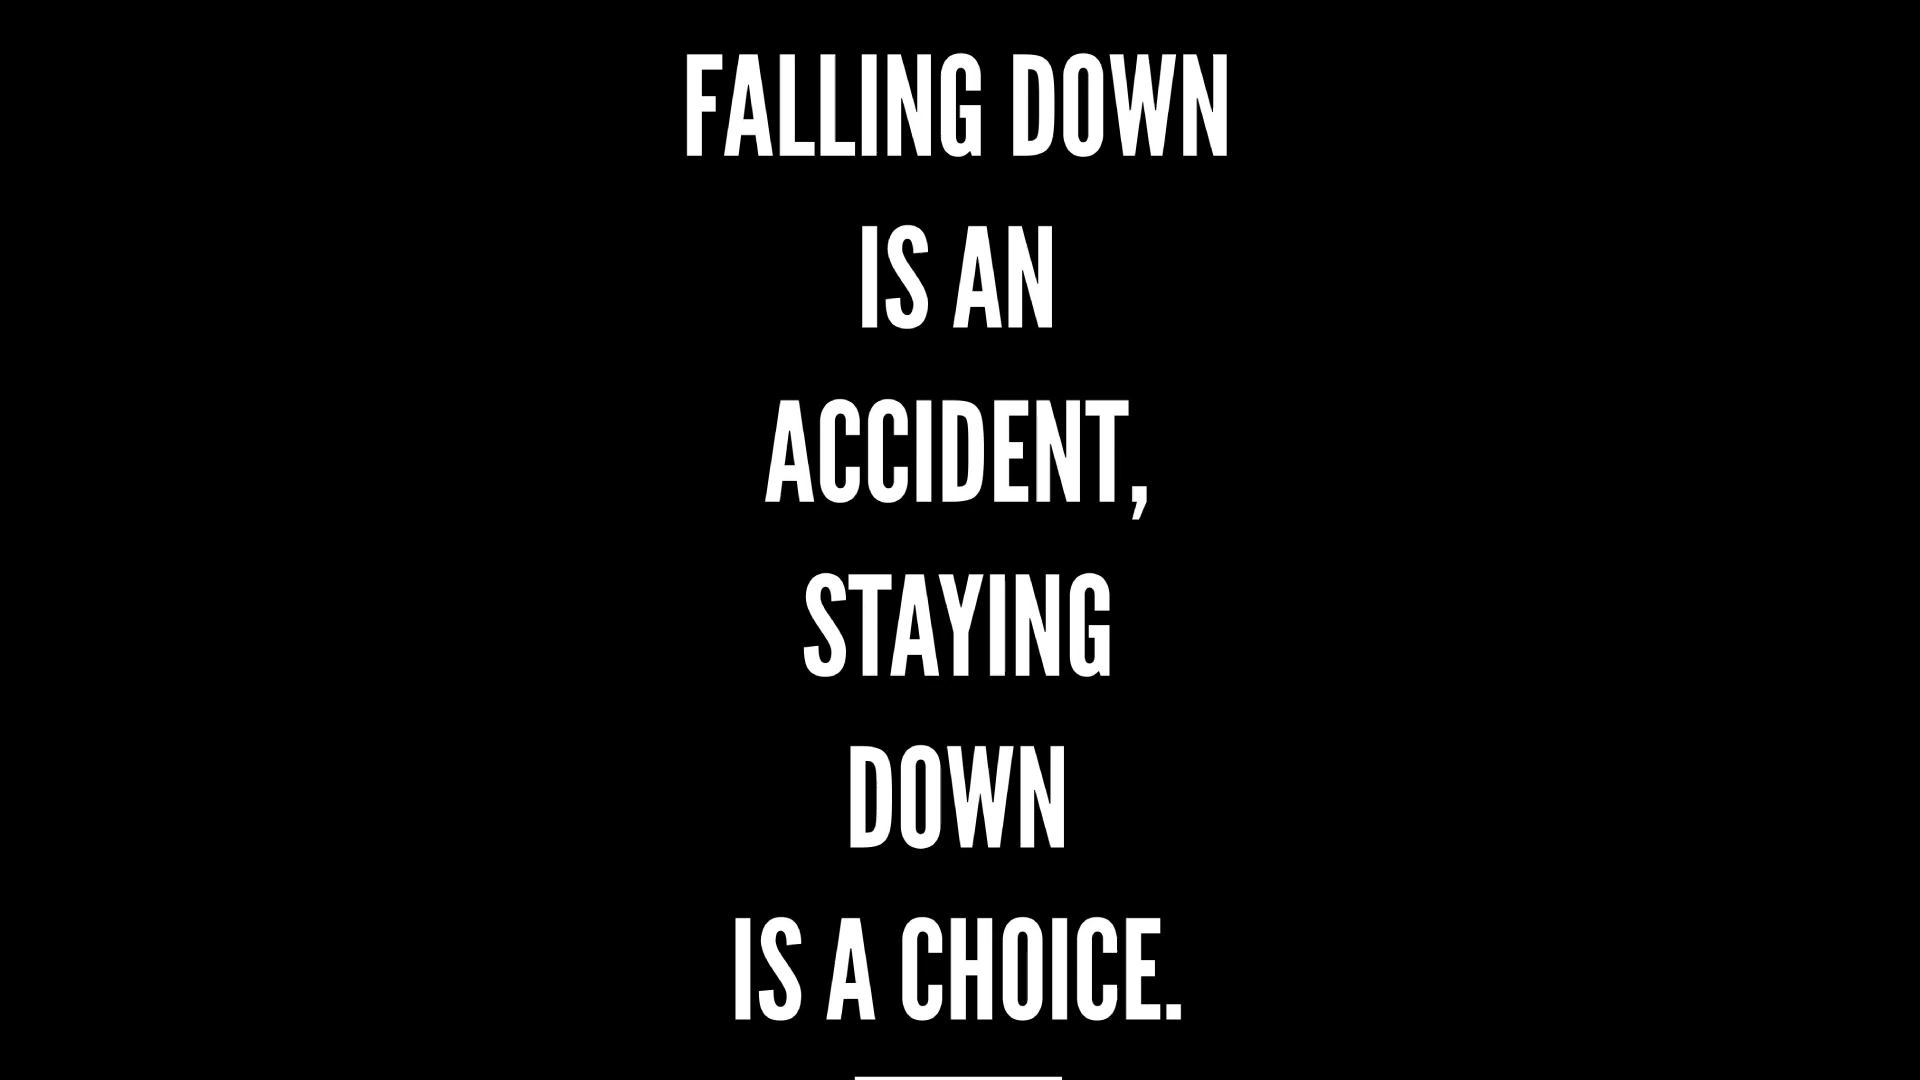 FALLING DOWN
IS AN
ACCIDENT,
STAYING
DOWN
IS A CHOICE.